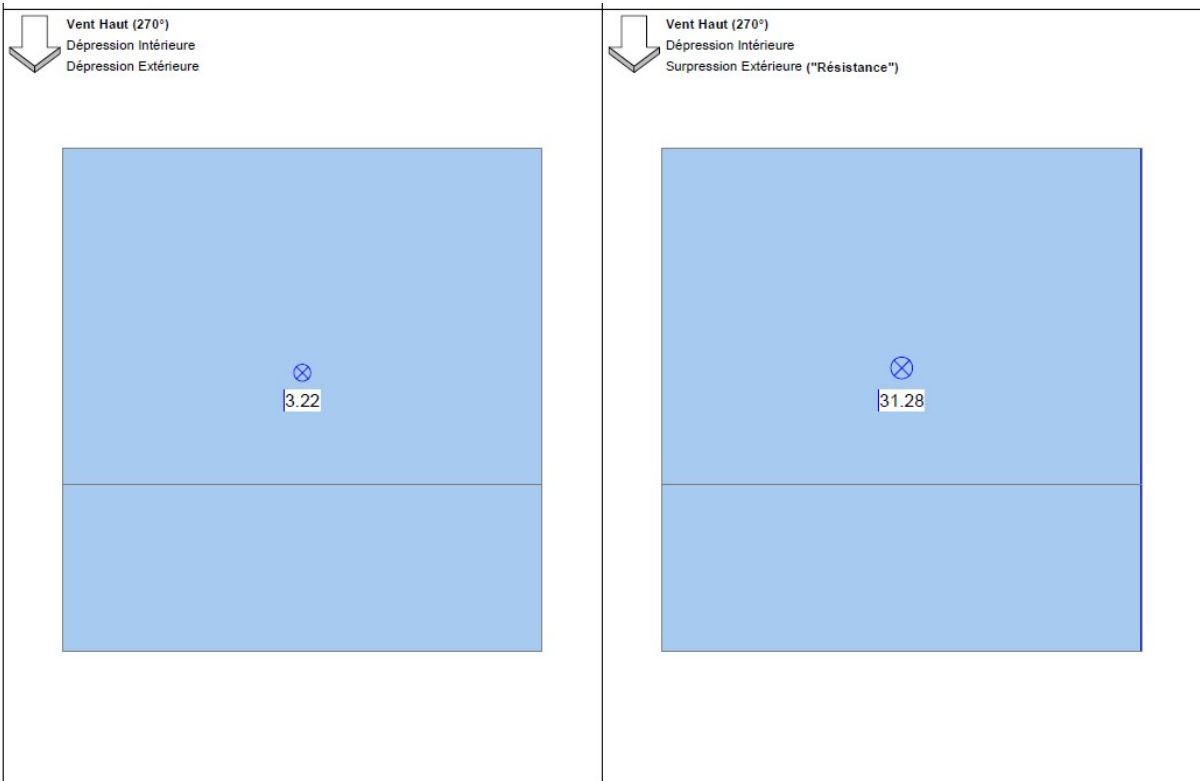 Vent Haut (270°)
Dépression Intérieure
Dépression Extérieure
3.22
Vent Haut (270°)
Dépression Intérieure
Surpression Extérieure ("Résistance")
31.28